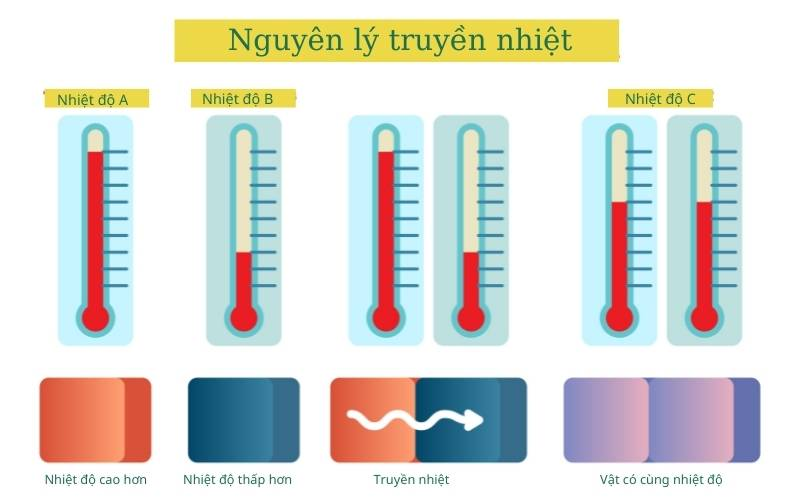 Nguyên lý truyền nhiệt
Nhiệt độ A
Nhiệt độ B
Nhiệt độ C
Nhiệt độ cao hơn
Nhiệt độ thấp hơn
Truyền nhiệt
Vật có cùng nhiệt độ